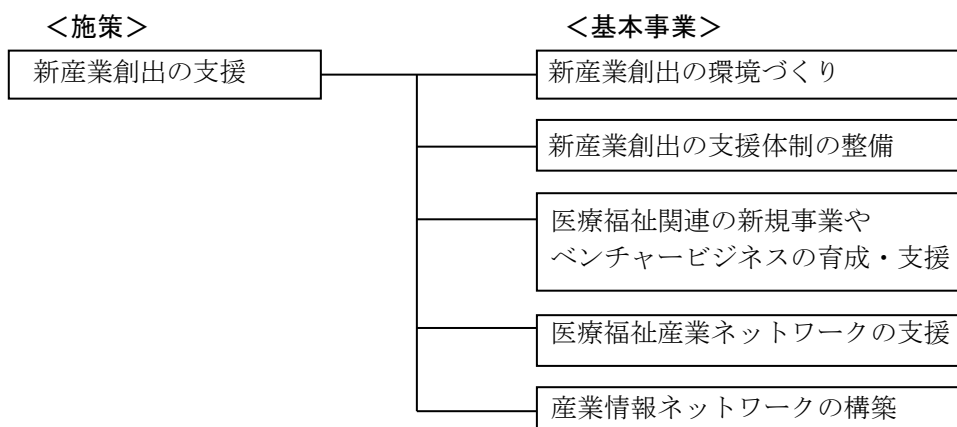 ＜施策＞
＜基本事業＞
新産業創出の支援
新産業創出の環境づくり
新産業創出の支援体制の整備
医療福祉関連の新規事業や
ベンチャービジネスの育成・支援
医療福祉産業ネットワークの支援
産業情報ネットワークの構築